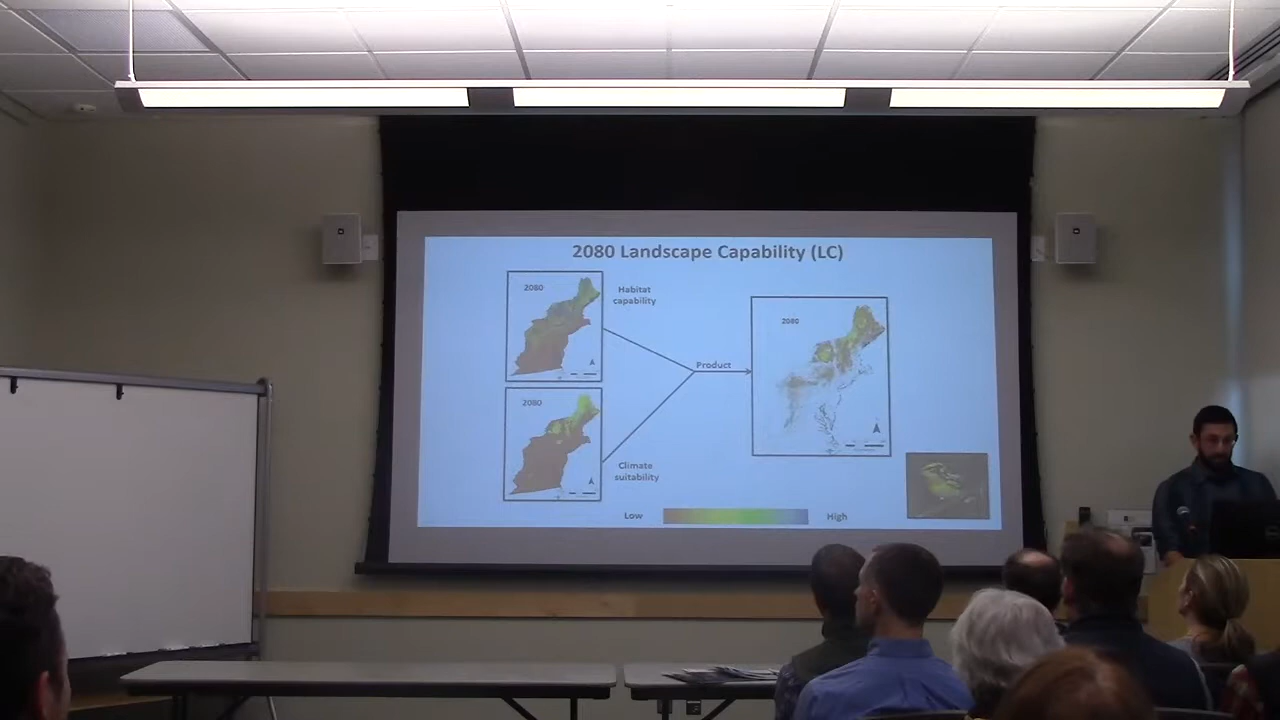 2080 Landscape Capability (LC)
2080
Habitat
capability
2080
Product
2080
Climate
suitability
Low
High